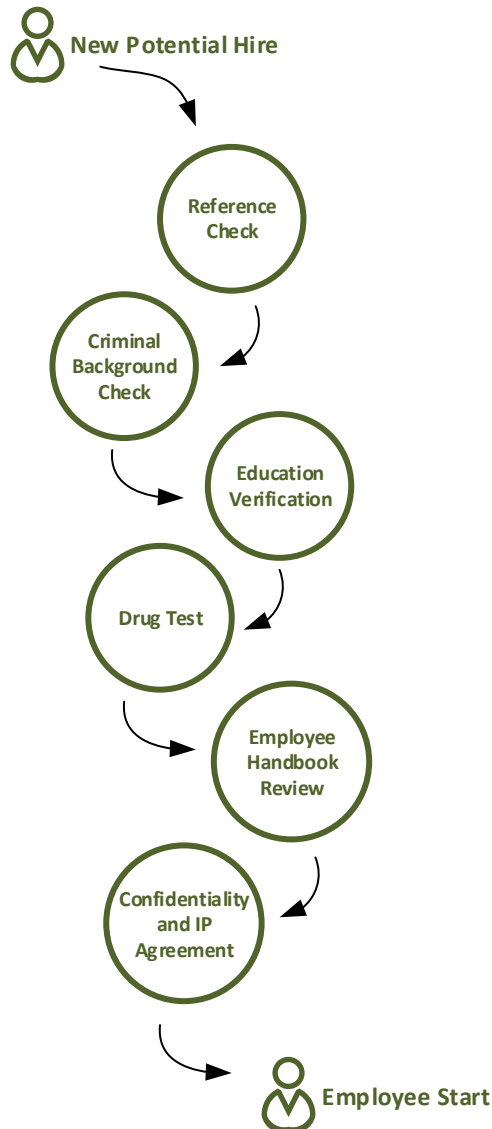 New Potential Hire
Reference
Check
Criminal
Background
Check
Education
Verification
Drug Test
Employee
Handbook
Review
Confidentiality
and IP
Agreement
Employee Start